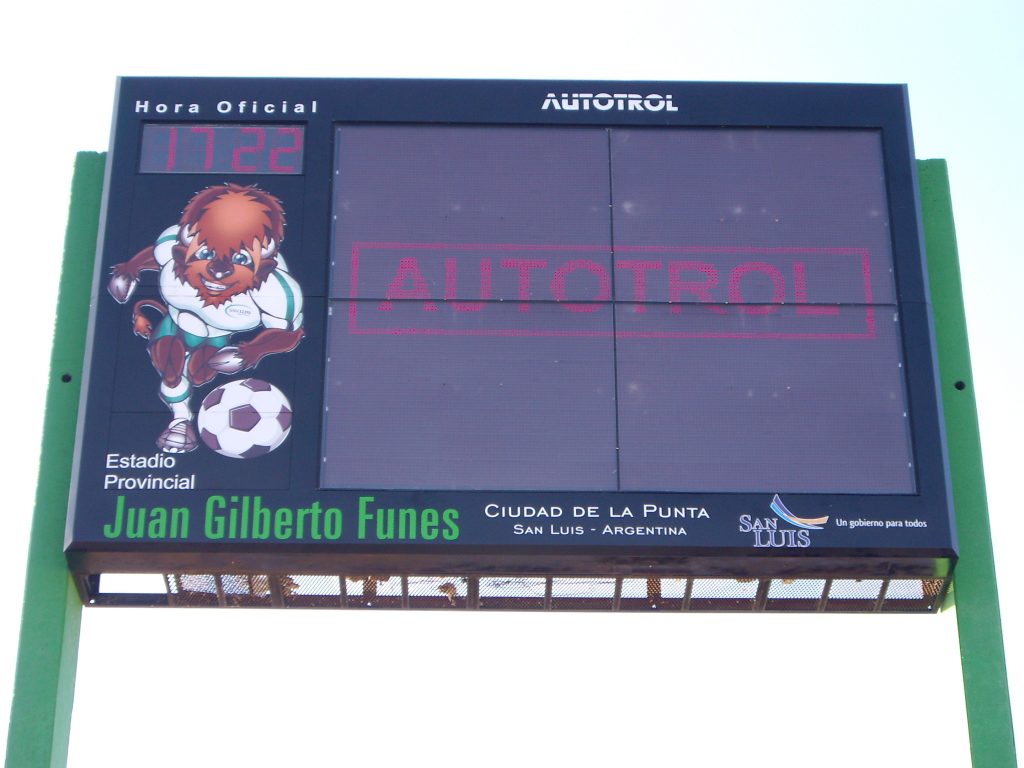 Hora Oficial
AUTOTROL
17 22
AUTOTROL
Estadio
Provincial
Juan Gilberto Funes
CIUDAD DE LA PUNTA
SAN LUIS - ARGENTINA
SAN
LUIS
Un gobierno para todos